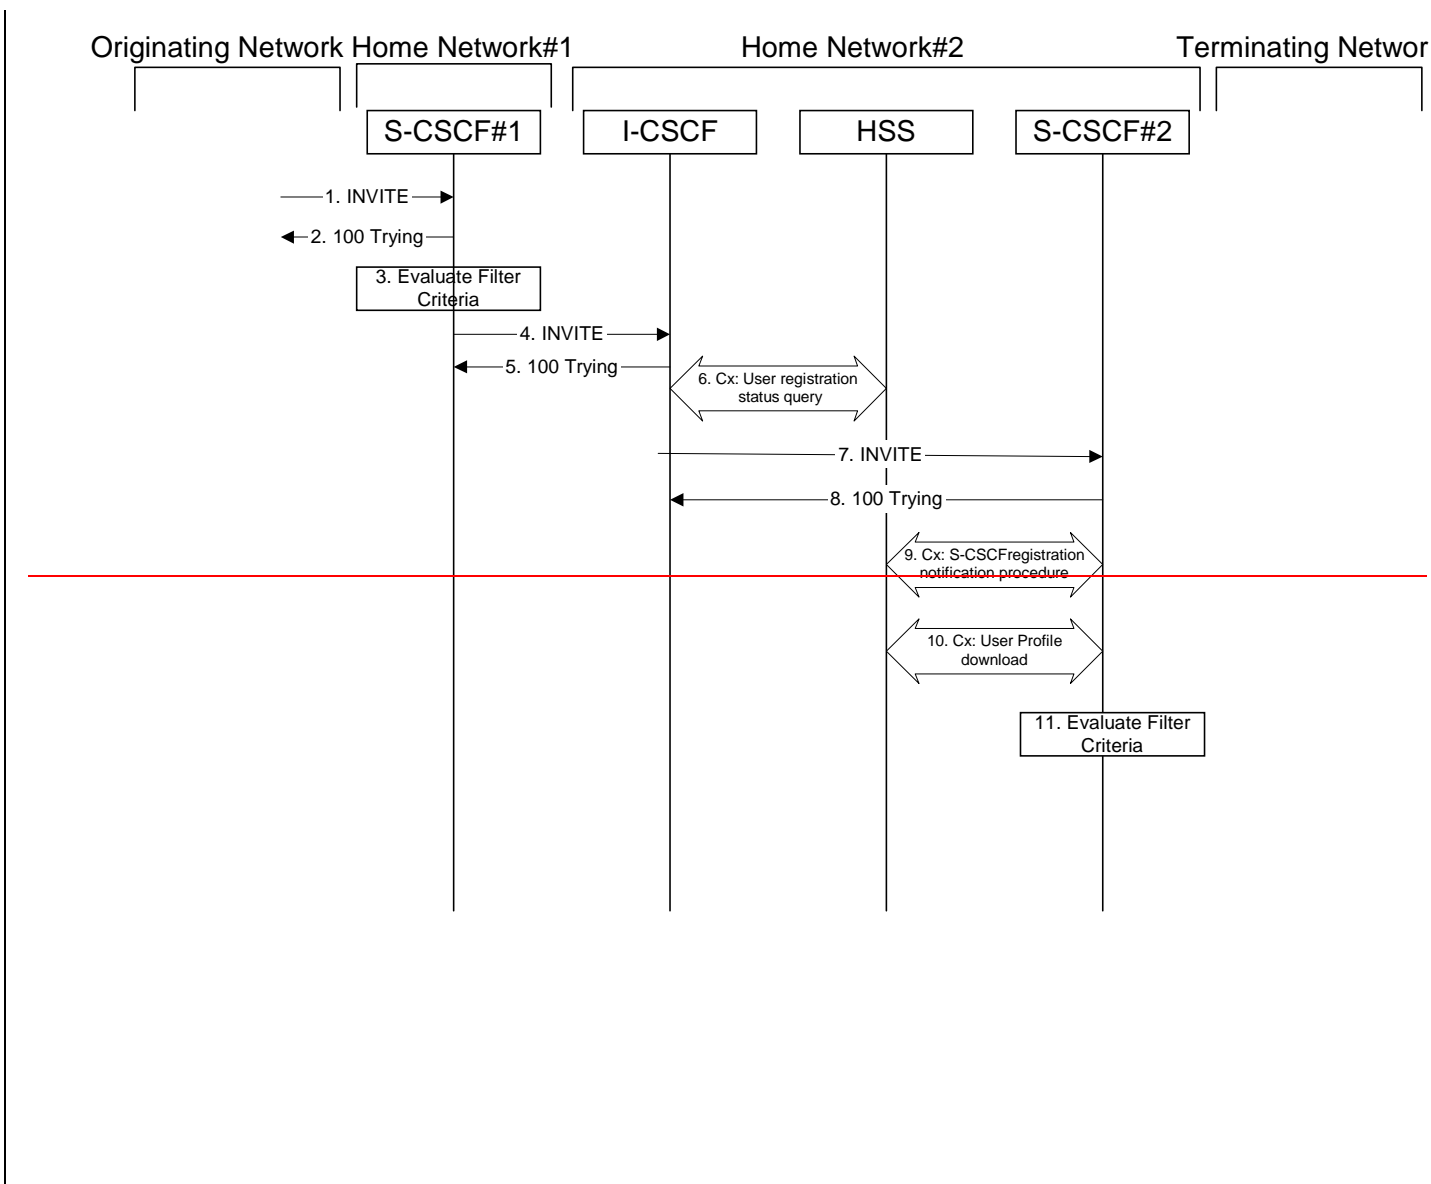 Originating Network Home Network#1 Home Network#2 Terminating Networ
S-CSCF#1 I-CSCF HSS S-CSCF#2
1. INVITE
2. 100 Trying
3. Evaluate Filter
Criteria
4. INVITE
5. 100 Trying
6. Cx: User registration
status query
7. INVITE
8. 100 Trying
9. Cx: S-CSCFregistration
notification procedure
10. Cx: User Profile
download
11. Evaluate Filter
Criteria